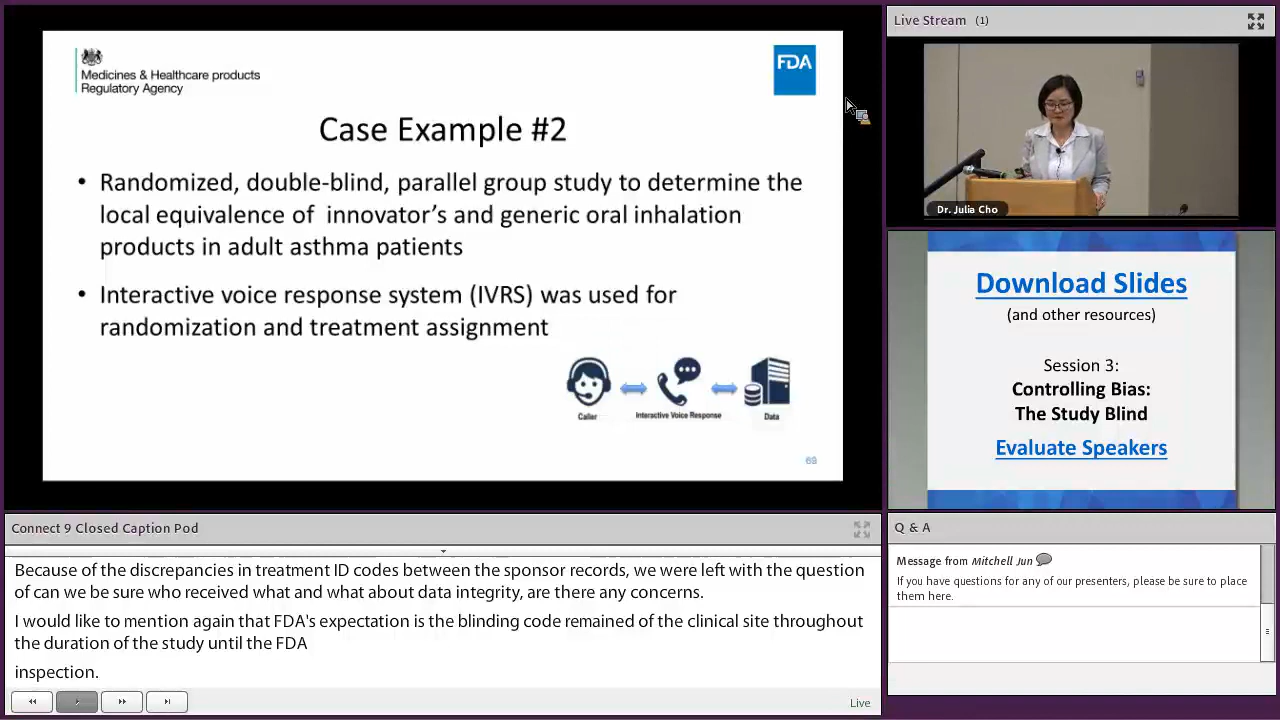 Medicines & Healthcare products
Regulatory Agency
FDA
Case Example #2
• Randomized, double-blind, parallel group study to determine the
local equivalence of innovator's and generic oral inhalation
products in adult asthma patients
• Interactive voice response system (IVRS) was used for
randomization and treatment assignment
Caller
Interactive Voice Response
Data
69
Live Stream (1)
Dr. Julia Cho
Download Slides
(and other resources)
Session 3:
Controlling Bias:
The Study Blind
Evaluate Speakers
Connect 9 Closed Caption Pod
Because of the discrepancies in treatment ID codes between the sponsor records, we were left with the question
of can we be sure who received what and what about data integrity, are there any concerns.
I would like to mention again that FDA's expectation is the blinding code remained of the clinical site throughout
the duration of the study until the FDA
inspection.
Live
Q & A
Message from Mitchell Jun
If you have questions for any of our presenters, please be sure to place
them here.